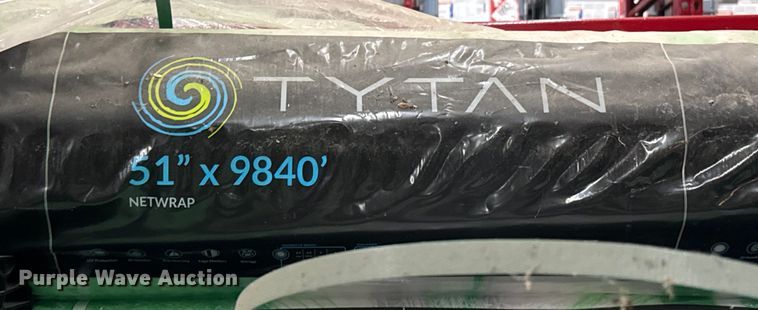 TYTAN
51" x 9840'
NETWRAP
Purple Wave Auction